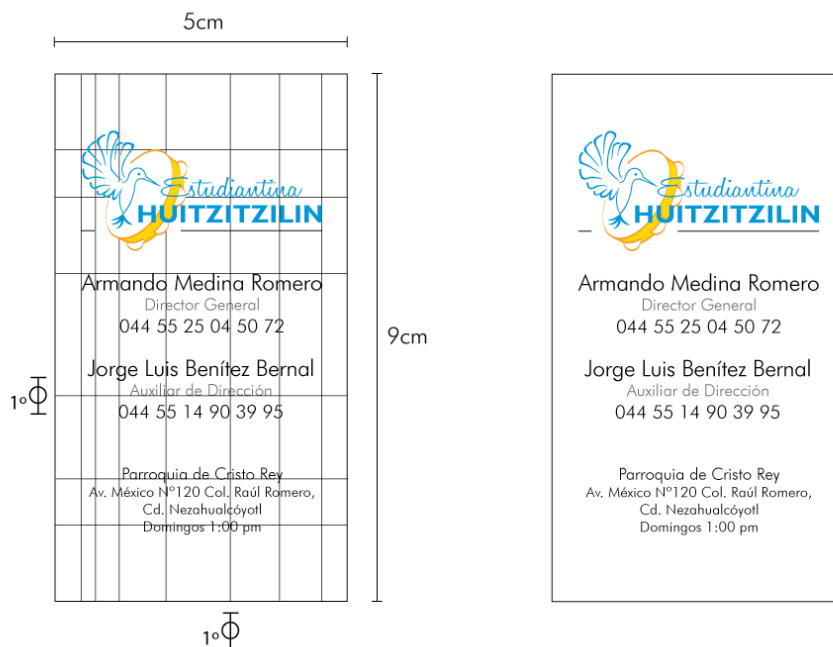 5cm
Estudiantina
HUITZITZILIN
Armando Medina Romero
Director General
044 55 25 04 50 72
Jorge Luis Benítez Bernal
Auxiliar de Dirección
044 55 14 90 39 95
Parroquia de Cristo Rey
Av. México Nº120 Col. Raúl Romero,
Cd. Nezahualcóyotl
Domingos 1:00 pm
9cm
1º Φ
1º Φ
Estudiantina
HUITZITZILIN
Armando Medina Romero
Director General
044 55 25 04 50 72
Jorge Luis Benítez Bernal
Auxiliar de Dirección
044 55 14 90 39 95
Parroquia de Cristo Rey
Av. México Nº120 Col. Raúl Romero,
Cd. Nezahualcóyotl
Domingos 1:00 pm